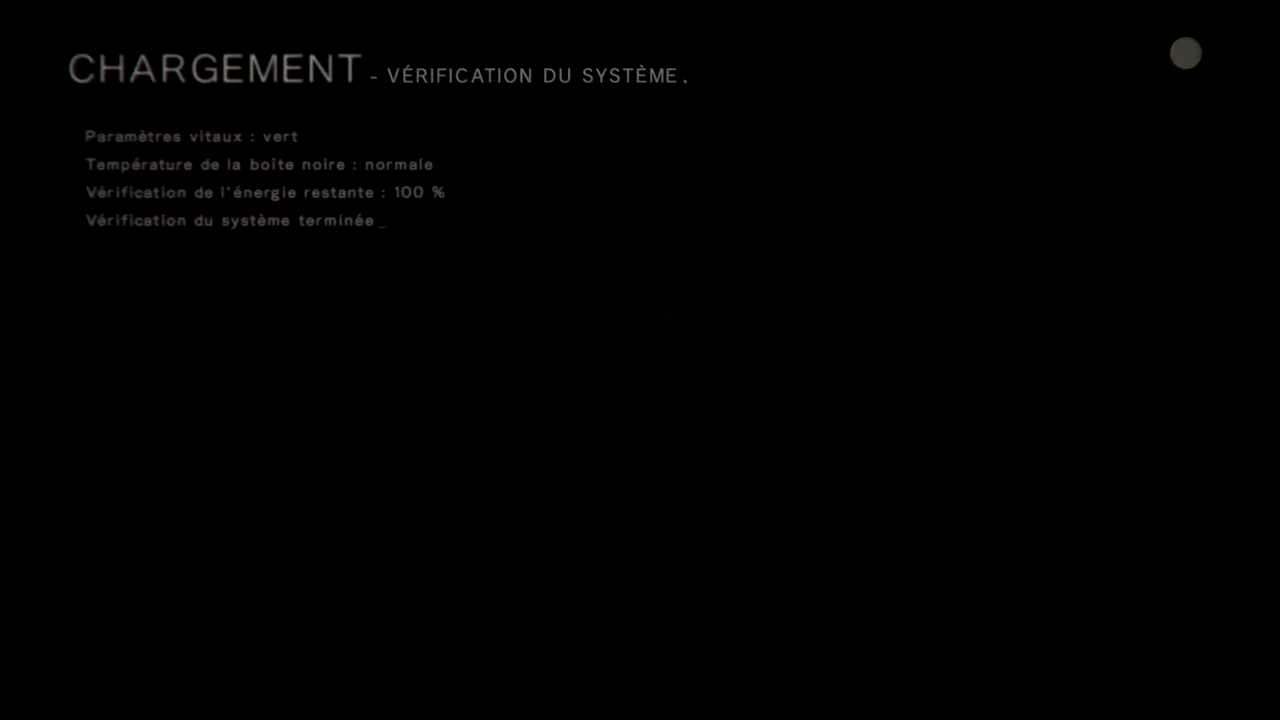 CHARGEMENT - VÉRIFICATION DU SYSTÈME.
Paramètres vitaux : vert
Température de la boîte noire : normale
Vérification de l'énergie restante : 100 %
Vérification du système terminée_